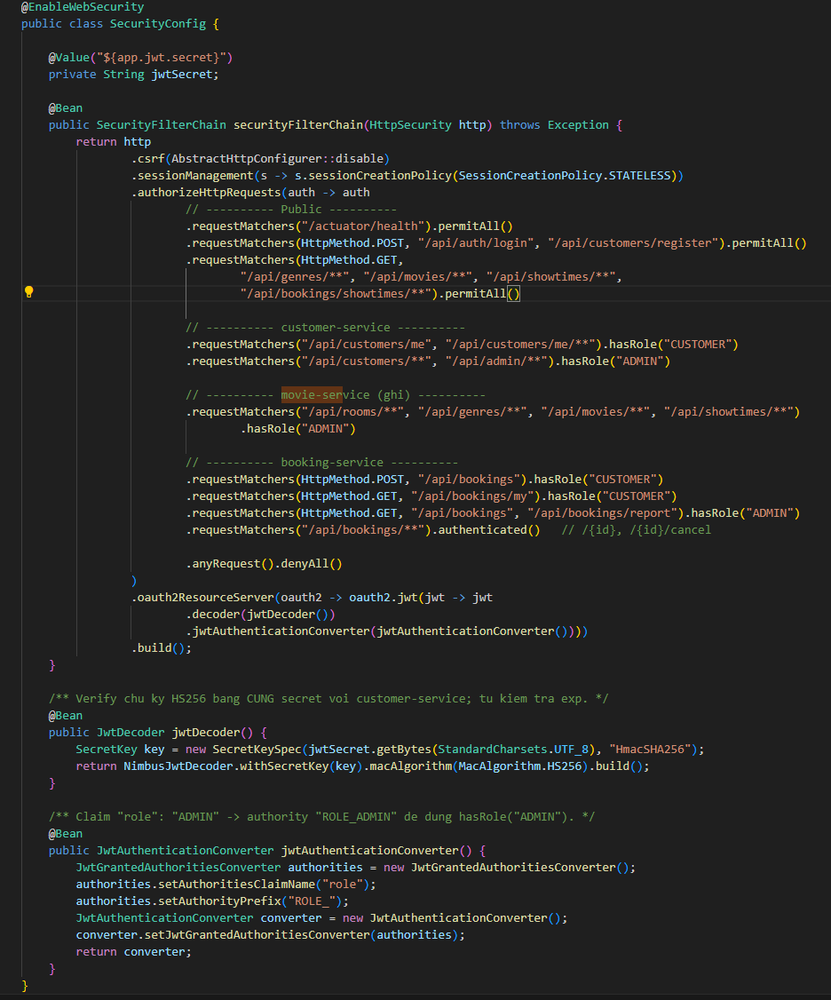 @EnableWebSecurity
public class SecurityConfig {
@Value("${app.jwt.secret}")
private String jwtSecret;
@Bean
public SecurityFilterChain securityFilterChain(HttpSecurity http) throws Exception {
return http
.csrf(AbstractHttpConfigurer::disable)
.sessionManagement(s -> s.sessionCreationPolicy(SessionCreationPolicy.STATELESS))
.authorizeHttpRequests(auth -> auth
// ---------- Public ----------
.requestMatchers("/actuator/health").permitAll()
.requestMatchers(HttpMethod.POST, "/api/auth/login", "/api/customers/register").permitAll()
.requestMatchers(HttpMethod.GET,
"/api/genres/**", "/api/movies/**", "/api/showtimes/**",
"/api/bookings/showtimes/**").permitAll()
// ---------- customer-service ----------
.requestMatchers("/api/customers/me", "/api/customers/me/**").hasRole("CUSTOMER")
.requestMatchers("/api/customers/**", "/api/admin/**").hasRole("ADMIN")
// ---------- movie-service (ghi) ----------
.requestMatchers("/api/rooms/**", "/api/genres/**", "/api/movies/**", "/api/showtimes/**")
.hasRole("ADMIN")
// ---------- booking-service ----------
.requestMatchers(HttpMethod.POST, "/api/bookings").hasRole("CUSTOMER")
.requestMatchers(HttpMethod.GET, "/api/bookings/my").hasRole("CUSTOMER")
.requestMatchers(HttpMethod.GET, "/api/bookings", "/api/bookings/report").hasRole("ADMIN")
.requestMatchers("/api/bookings/**").authenticated() // /{id}, /{id}/cancel
.anyRequest().denyAll()
)
.oauth2ResourceServer(oauth2 -> oauth2.jwt(jwt -> jwt
.decoder(jwtDecoder())
.jwtAuthenticationConverter(jwtAuthenticationConverter())))
.build();
}
/** Verify chu ky HS256 bang CUNG secret voi customer-service; tu kiem tra exp. */
@Bean
public JwtDecoder jwtDecoder() {
SecretKey key = new SecretKeySpec(jwtSecret.getBytes(StandardCharsets.UTF_8), "HmacSHA256");
return NimbusJwtDecoder.withSecretKey(key).macAlgorithm(MacAlgorithm.HS256).build();
}
/** Claim "role": "ADMIN" -> authority "ROLE_ADMIN" de dung hasRole("ADMIN"). */
@Bean
public JwtAuthenticationConverter jwtAuthenticationConverter() {
JwtGrantedAuthoritiesConverter authorities = new JwtGrantedAuthoritiesConverter();
authorities.setAuthoritiesClaimName("role");
authorities.setAuthorityPrefix("ROLE_");
JwtAuthenticationConverter converter = new JwtAuthenticationConverter();
converter.setJwtGrantedAuthoritiesConverter(authorities);
return converter;
}
}